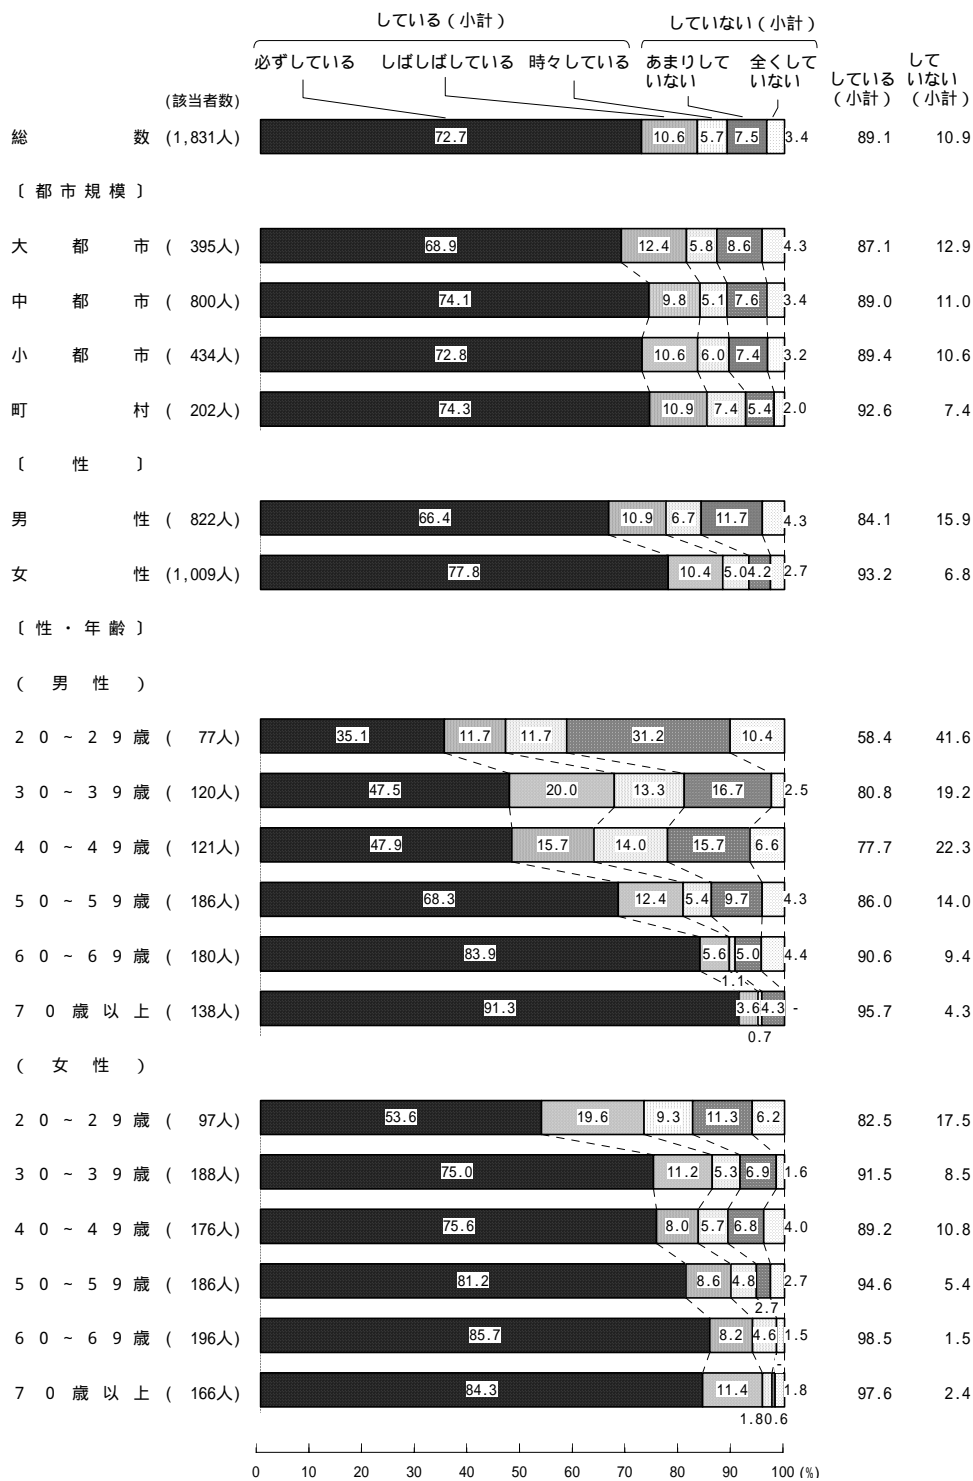 している（小計） していない（小計）
必ずしている しばしばしている 時々している あまりしていない 全くしていない している（小計） していない（小計）
(該当者数)
総数 (1,831人) 72.7 10.6 5.7 7.5 3.4 89.1 10.9
〔都市規模〕
大都市 ( 395人) 68.9 12.4 5.8 8.6 4.3 87.1 12.9
中都市 ( 800人) 74.1 9.8 5.1 7.6 3.4 89.0 11.0
小都市 ( 434人) 72.8 10.6 6.0 7.4 3.2 89.4 10.6
町村 ( 202人) 74.3 10.9 7.4 5.4 2.0 92.6 7.4
〔性〕
男性 ( 822人) 66.4 10.9 6.7 11.7 4.3 84.1 15.9
女性 (1,009人) 77.8 10.4 5.0 4.2 2.7 93.2 6.8
〔性・年齢〕
（男性）
20～29歳 ( 77人) 35.1 11.7 11.7 31.2 10.4 58.4 41.6
30～39歳 ( 120人) 47.5 20.0 13.3 16.7 2.5 80.8 19.2
40～49歳 ( 121人) 47.9 15.7 14.0 15.7 6.6 77.7 22.3
50～59歳 ( 186人) 68.3 12.4 5.4 9.7 4.3 86.0 14.0
60～69歳 ( 180人) 83.9 5.6 1.1 5.0 4.4 90.6 9.4
70歳以上 ( 138人) 91.3 3.6 0.7 4.3 - 95.7 4.3
（女性）
20～29歳 ( 97人) 53.6 19.6 9.3 11.3 6.2 82.5 17.5
30～39歳 ( 188人) 75.0 11.2 5.3 6.9 1.6 91.5 8.5
40～49歳 ( 176人) 75.6 8.0 5.7 6.8 4.0 89.2 10.8
50～59歳 ( 186人) 81.2 8.6 4.8 2.7 2.7 94.6 5.4
60～69歳 ( 196人) 85.7 8.2 4.6 - 1.5 98.5 1.5
70歳以上 ( 166人) 84.3 11.4 1.8 0.6 1.8 97.6 2.4
0 10 20 30 40 50 60 70 80 90 100 (%)